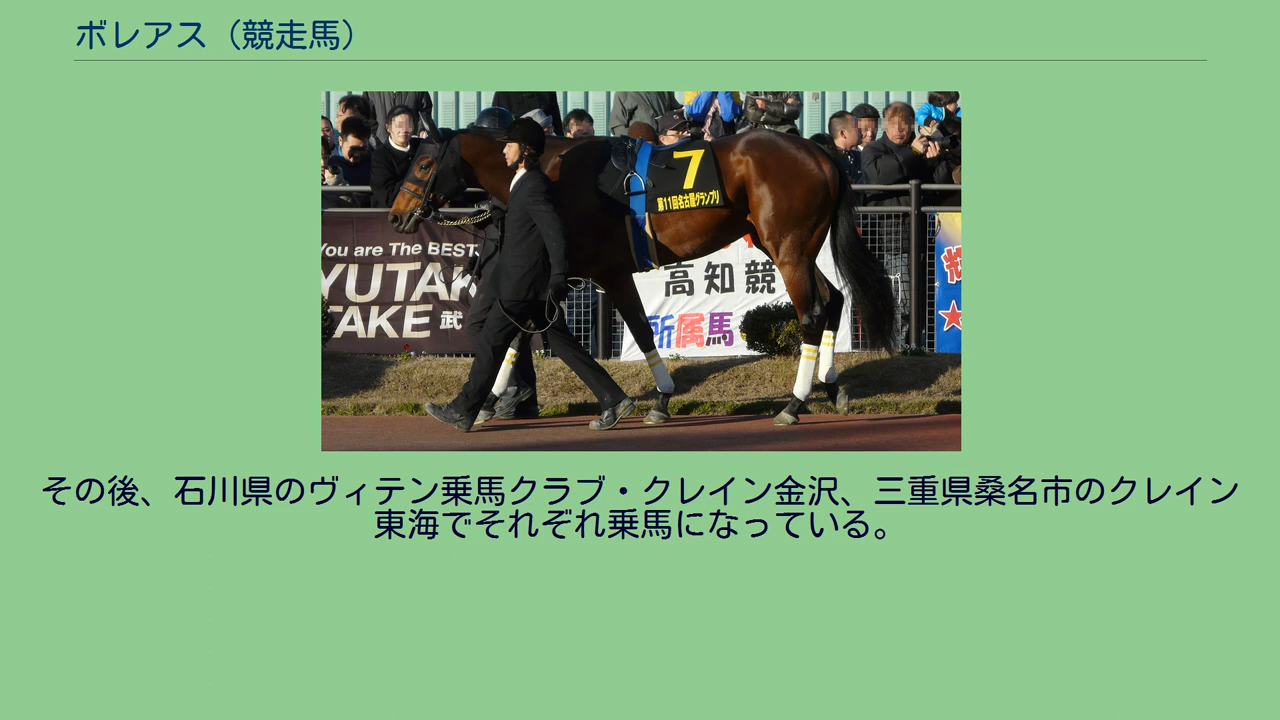 ボレアス（競走馬）
7
第11回名古屋グランプリ
You are The BEST
YUTAK
TAKE 武
高知競
所属馬
その後、石川県のヴィテン乗馬クラブ・クレイン金沢、三重県桑名市のクレイン
東海でそれぞれ乗馬になっている。